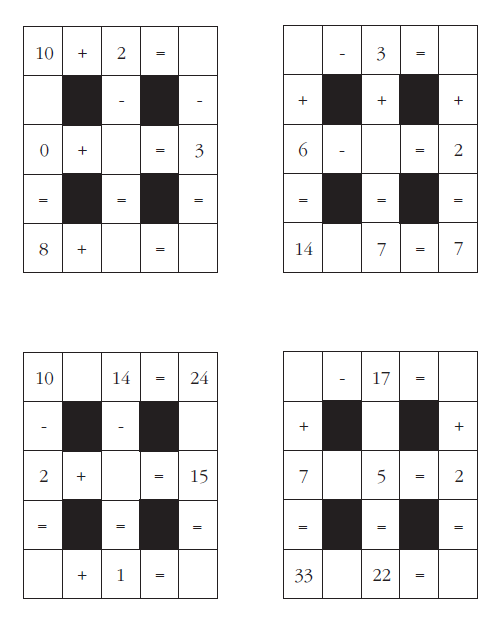 10 + 2 =
- -
0 + = 3
= = =
8 + =
- 3 =
+ + +
6 - = 2
= = =
14 7 = 7
10 14 = 24
- -
2 + = 15
= = =
+ 1 =
- 17 =
+ +
7 5 = 2
= = =
33 22 =